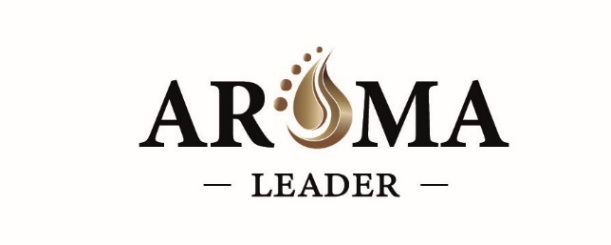 AROMA
— LEADER —